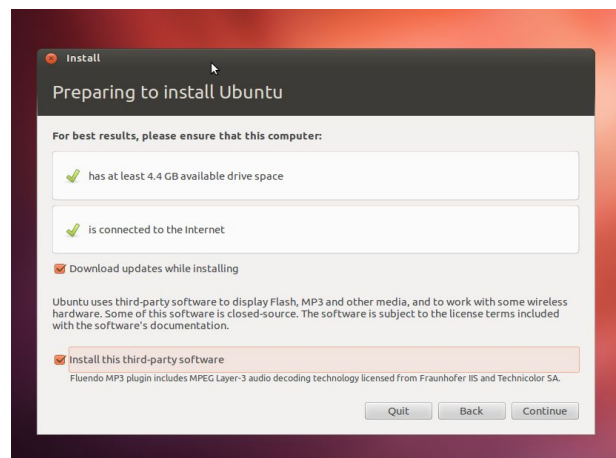 Install
Preparing to install Ubuntu
For best results, please ensure that this computer:
has at least 4.4 GB available drive space
is connected to the Internet
Download updates while installing
Ubuntu uses third-party software to display Flash, MP3 and other media, and to work with some wireless
hardware. Some of this software is closed-source. The software is subject to the license terms included
with the software's documentation.
Install this third-party software
Fluendo MP3 plugin includes MPEG Layer-3 audio decoding technology licensed from Fraunhofer IIS and Technicolor SA.
Quit Back Continue